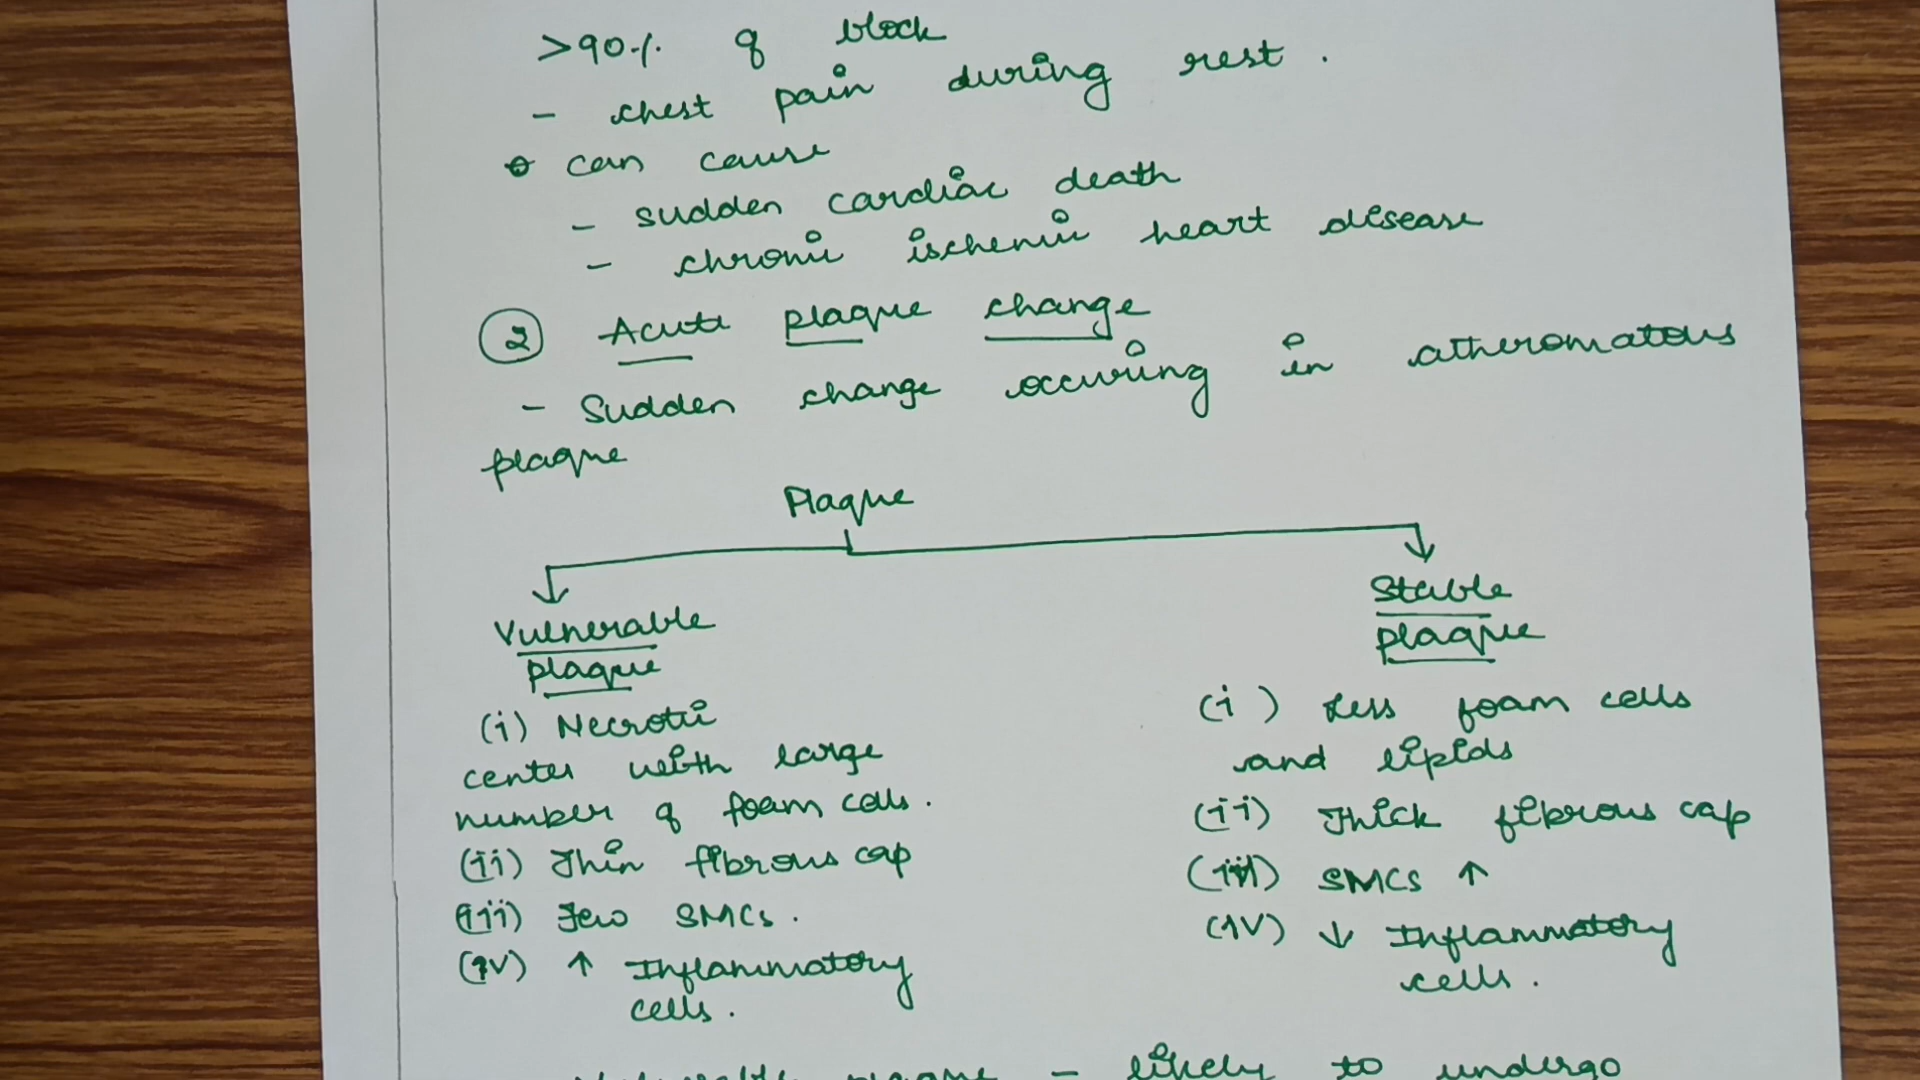 >90% of block
- chest pain during rest.
can cause
- sudden cardiac death
- chronic ischemic heart disease
② Acute plaque change
- Sudden change occuring in atheromatous
plaque
Plaque
Vulnerable
plaque
(i) Necrotic
center with large
number of foam cells.
(ii) Thin fibrous cap
(iii) Few SMCs.
(iv) ↑ Inflammatory
cells.
Stable
plaque
(i) Less foam cells
and lipids
(ii) Thick fibrous cap
(iii) SMCs ↑
(iv) ↓ Inflammatory
cells.
Vulnerable plaque - likely to undergo